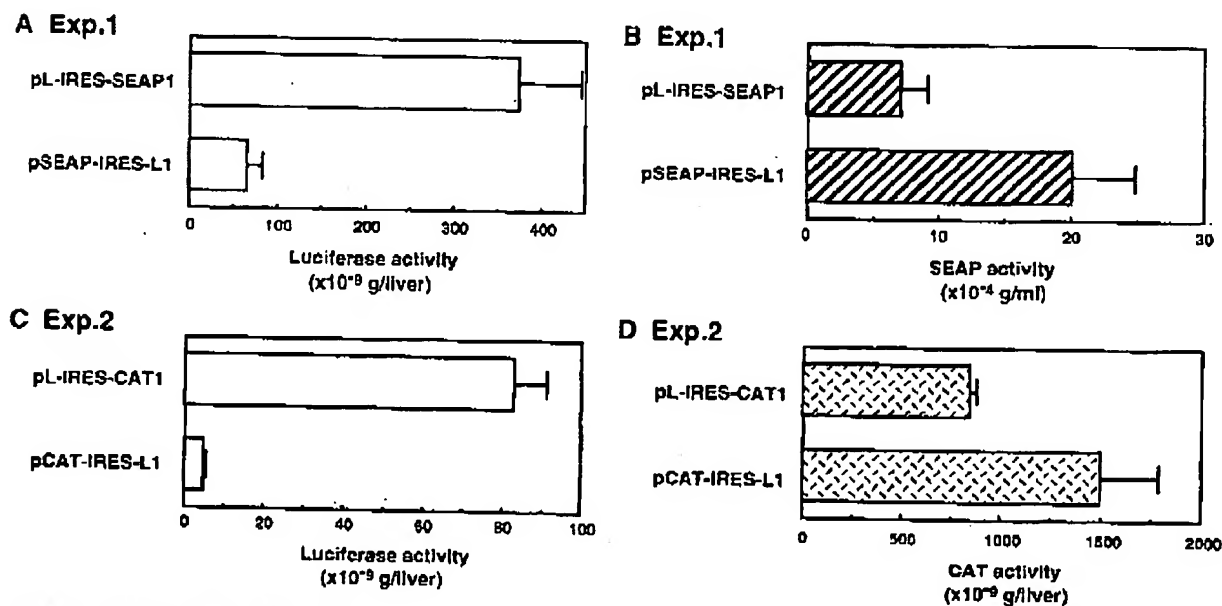 A Exp.1
pL-IRES-SEAP1
pSEAP-IRES-L1
0 100 200 300 400
Luciferase activity
(x10⁻⁹ g/liver)
B Exp.1
pL-IRES-SEAP1
pSEAP-IRES-L1
0 10 20 30
SEAP activity
(x10⁻⁴ g/ml)
C Exp.2
pL-IRES-CAT1
pCAT-IRES-L1
0 20 40 60 80 100
Luciferase activity
(x10⁻⁹ g/liver)
D Exp.2
pL-IRES-CAT1
pCAT-IRES-L1
0 500 1000 1500 2000
CAT activity
(x10⁻⁹ g/liver)